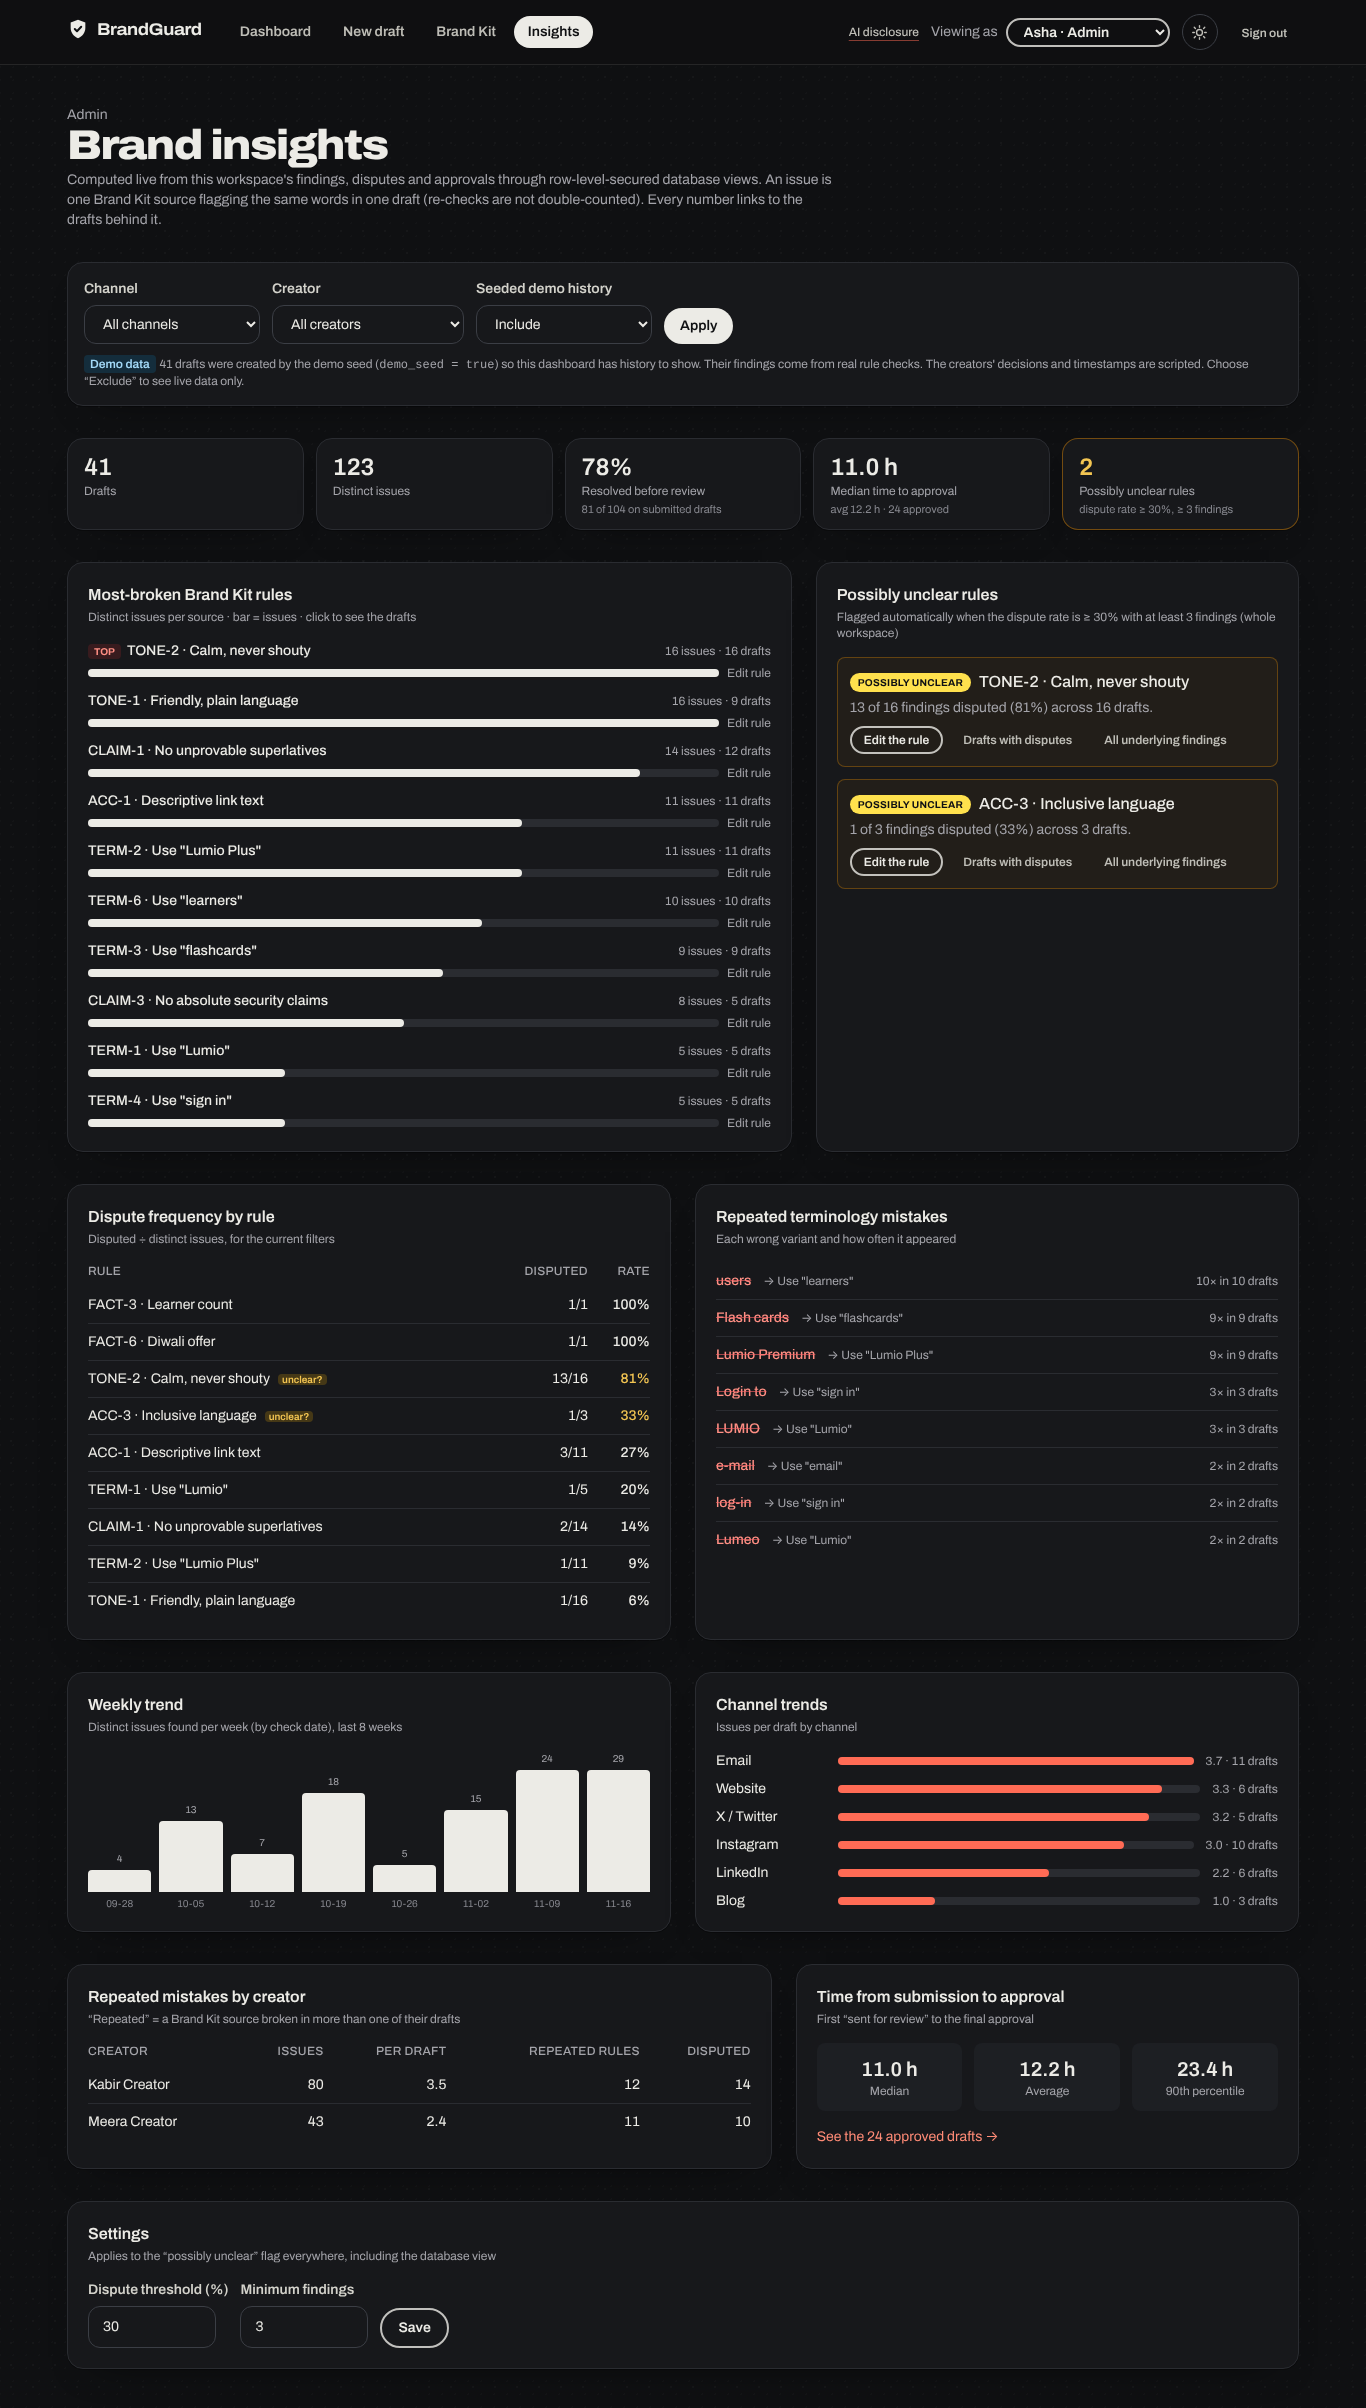 BrandGuard
Dashboard
New draft
Brand Kit
Insights
AI disclosure
Viewing as
Asha · Admin
Sign out
Admin
Brand insights
Computed live from this workspace's findings, disputes and approvals through row-level-secured database views. An issue is
one Brand Kit source flagging the same words in one draft (re-checks are not double-counted). Every number links to the
drafts behind it.
Channel
Creator
Seeded demo history
All channels
All creators
Include
Apply
Demo data 41 drafts were created by the demo seed (demo_seed = true) so this dashboard has history to show. Their findings come from real rule checks. The creators' decisions and timestamps are scripted. Choose
“Exclude” to see live data only.
41
Drafts
123
Distinct issues
78%
Resolved before review
81 of 104 on submitted drafts
11.0 h
Median time to approval
avg 12.2 h · 24 approved
2
Possibly unclear rules
dispute rate ≥ 30%, ≥ 3 findings
Most-broken Brand Kit rules
Distinct issues per source · bar = issues · click to see the drafts
TOP TONE-2 · Calm, never shouty 16 issues · 16 drafts
Edit rule
TONE-1 · Friendly, plain language 16 issues · 9 drafts
Edit rule
CLAIM-1 · No unprovable superlatives 14 issues · 12 drafts
Edit rule
ACC-1 · Descriptive link text 11 issues · 11 drafts
Edit rule
TERM-2 · Use "Lumio Plus" 11 issues · 11 drafts
Edit rule
TERM-6 · Use "learners" 10 issues · 10 drafts
Edit rule
TERM-3 · Use "flashcards" 9 issues · 9 drafts
Edit rule
CLAIM-3 · No absolute security claims 8 issues · 5 drafts
Edit rule
TERM-1 · Use "Lumio" 5 issues · 5 drafts
Edit rule
TERM-4 · Use "sign in" 5 issues · 5 drafts
Edit rule
Possibly unclear rules
Flagged automatically when the dispute rate is ≥ 30% with at least 3 findings (whole
workspace)
POSSIBLY UNCLEAR TONE-2 · Calm, never shouty
13 of 16 findings disputed (81%) across 16 drafts.
Edit the rule Drafts with disputes All underlying findings
POSSIBLY UNCLEAR ACC-3 · Inclusive language
1 of 3 findings disputed (33%) across 3 drafts.
Edit the rule Drafts with disputes All underlying findings
Dispute frequency by rule
Disputed ÷ distinct issues, for the current filters
RULE DISPUTED RATE
FACT-3 · Learner count 1/1 100%
FACT-6 · Diwali offer 1/1 100%
TONE-2 · Calm, never shouty unclear? 13/16 81%
ACC-3 · Inclusive language unclear? 1/3 33%
ACC-1 · Descriptive link text 3/11 27%
TERM-1 · Use "Lumio" 1/5 20%
CLAIM-1 · No unprovable superlatives 2/14 14%
TERM-2 · Use "Lumio Plus" 1/11 9%
TONE-1 · Friendly, plain language 1/16 6%
Repeated terminology mistakes
Each wrong variant and how often it appeared
users → Use "learners" 10× in 10 drafts
Flash cards → Use "flashcards" 9× in 9 drafts
Lumio Premium → Use "Lumio Plus" 9× in 9 drafts
Login to → Use "sign in" 3× in 3 drafts
LUMIO → Use "Lumio" 3× in 3 drafts
e-mail → Use "email" 2× in 2 drafts
log-in → Use "sign in" 2× in 2 drafts
Lumeo → Use "Lumio" 2× in 2 drafts
Weekly trend
Distinct issues found per week (by check date), last 8 weeks
4 13 7 18 5 15 24 29
09-28 10-05 10-12 10-19 10-26 11-02 11-09 11-16
Channel trends
Issues per draft by channel
Email 3.7 · 11 drafts
Website 3.3 · 6 drafts
X / Twitter 3.2 · 5 drafts
Instagram 3.0 · 10 drafts
LinkedIn 2.2 · 6 drafts
Blog 1.0 · 3 drafts
Repeated mistakes by creator
“Repeated” = a Brand Kit source broken in more than one of their drafts
CREATOR ISSUES PER DRAFT REPEATED RULES DISPUTED
Kabir Creator 80 3.5 12 14
Meera Creator 43 2.4 11 10
Time from submission to approval
First “sent for review” to the final approval
11.0 h
Median
12.2 h
Average
23.4 h
90th percentile
See the 24 approved drafts →
Settings
Applies to the “possibly unclear” flag everywhere, including the database view
Dispute threshold (%) Minimum findings
30
3
Save